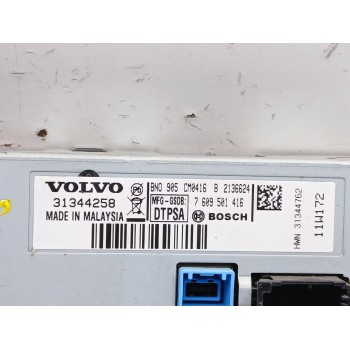 VOLVO
31344258
MADE IN MALAYSIA
BNO 905 CM0416 B 2136624
MFG-GSDB: 7 609 501 416
DTPSA BOSCH
HWN 31344762
11W172